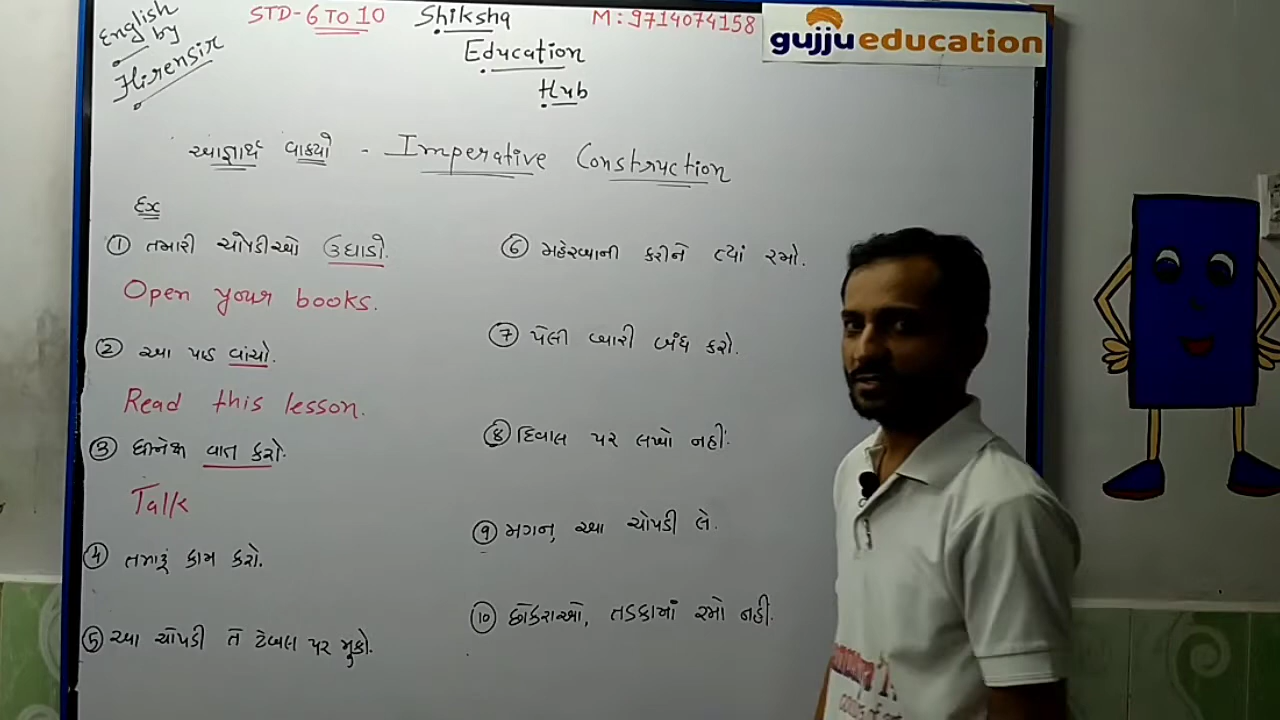 English by Hirensir
STD-6 TO 10
Shiksha
Education
Hub
M: 9714074158
gujjueducation
આજ્ઞાર્થ વાક્યો - Imperative Construction
Ex
① તમારી ચોપડીઓ ઉઘાડો.
Open your books.
② આ પાઠ વાંચો.
Read this lesson.
③ ધીમેથી વાત કરો.
Talk
④ તમારૂં કામ કરો.
⑤ આ ચોપડી તે ટેબલ પર મુકો.
⑥ મહેરબાની કરીને ત્યાં રમો.
⑦ પેલી બારી બંધ કરો.
⑧ દિવાલ પર લખો નહીં.
⑨ મગન, આ ચોપડી લે.
⑩ છોકરાઓ, તડકામાં રમો નહી.